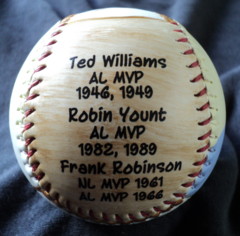 Ted Williams
AL MVP
1946, 1949
Robin Yount
AL MVP
1982, 1989
Frank Robinson
NL MVP 1961
AL MVP 1966